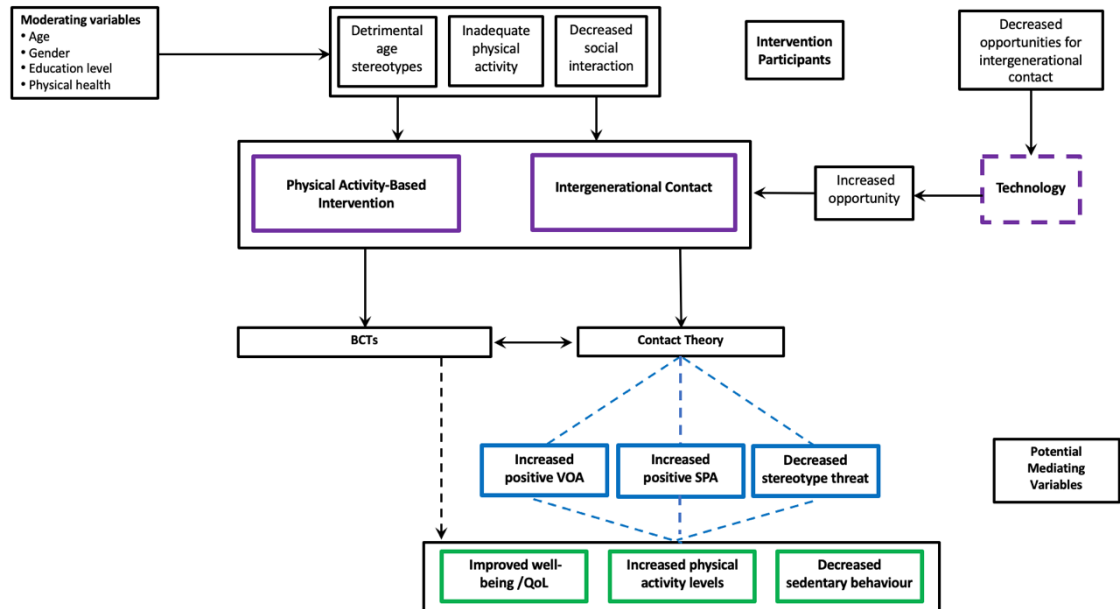 Moderating variables
• Age
• Gender
• Education level
• Physical health
Detrimental
age
stereotypes
Inadequate
physical
activity
Decreased
social
interaction
Intervention
Participants
Decreased
opportunities for
intergenerational
contact
Physical Activity-Based
Intervention
Intergenerational Contact
Increased
opportunity
Technology
BCTs
Contact Theory
Increased
positive VOA
Increased
positive SPA
Decreased
stereotype threat
Potential
Mediating
Variables
Improved well-
being /QoL
Increased physical
activity levels
Decreased
sedentary behaviour